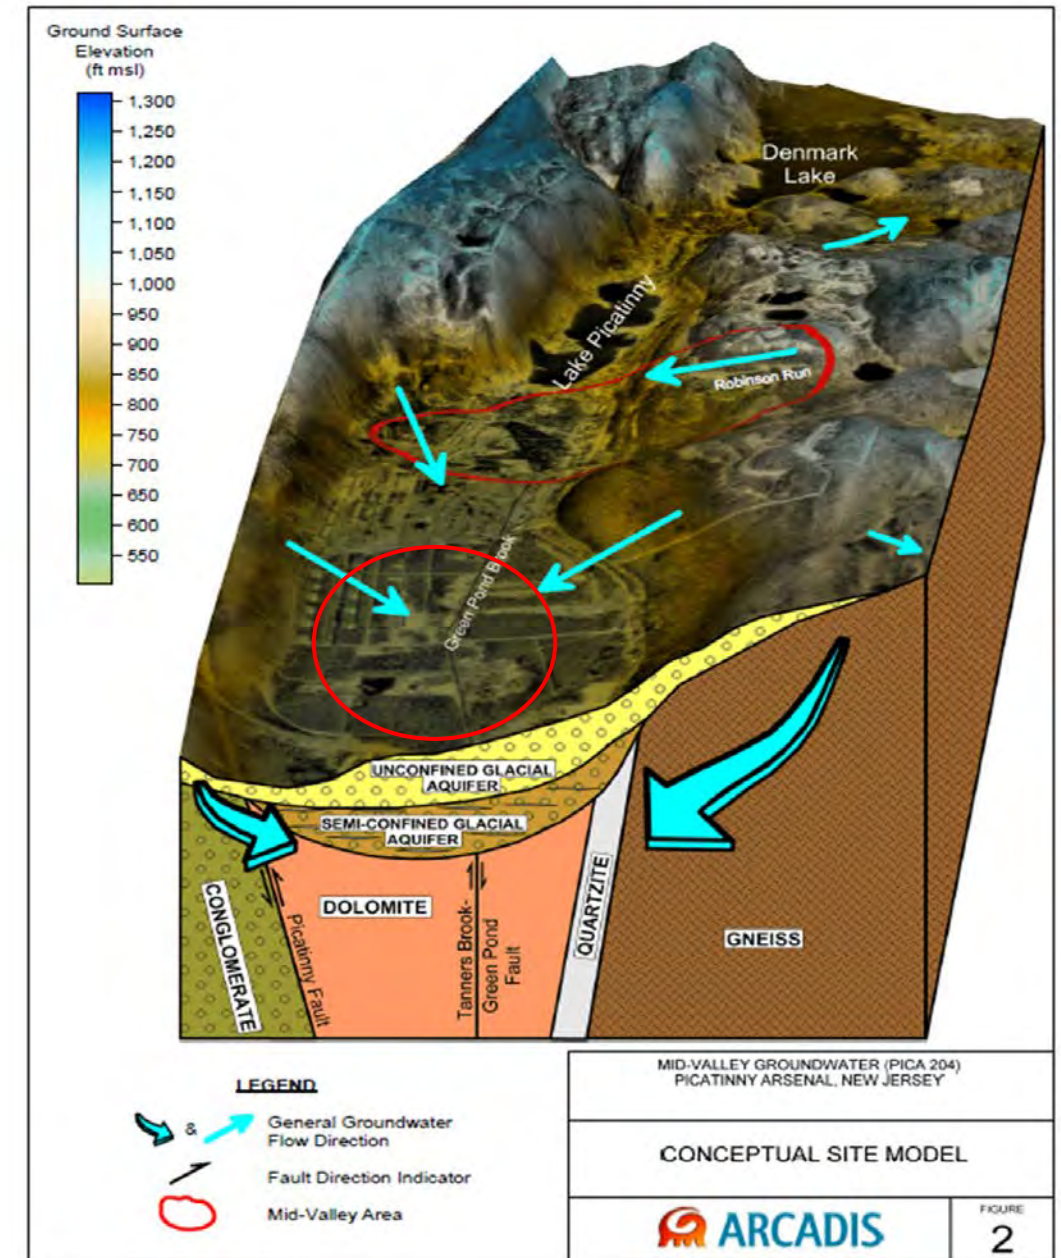 Ground Surface
Elevation
(ft msl)
1,300
1,250
1,200
1,150
1,100
1,050
1,000
950
900
850
800
750
700
650
600
550
Denmark
Lake
Lake Picatinny
Robinson Run
Green Pond Brook
UNCONFINED GLACIAL
AQUIFER
SEMI-CONFINED GLACIAL
AQUIFER
CONGLOMERATE
Picatinny Fault
DOLOMITE
Tanners Brook-
Green Pond
Fault
QUARTZITE
GNEISS
LEGEND
&
General Groundwater
Flow Direction
Fault Direction Indicator
Mid-Valley Area
MID-VALLEY GROUNDWATER (PICA 204)
PICATINNY ARSENAL, NEW JERSEY
CONCEPTUAL SITE MODEL
ARCADIS
FIGURE
2